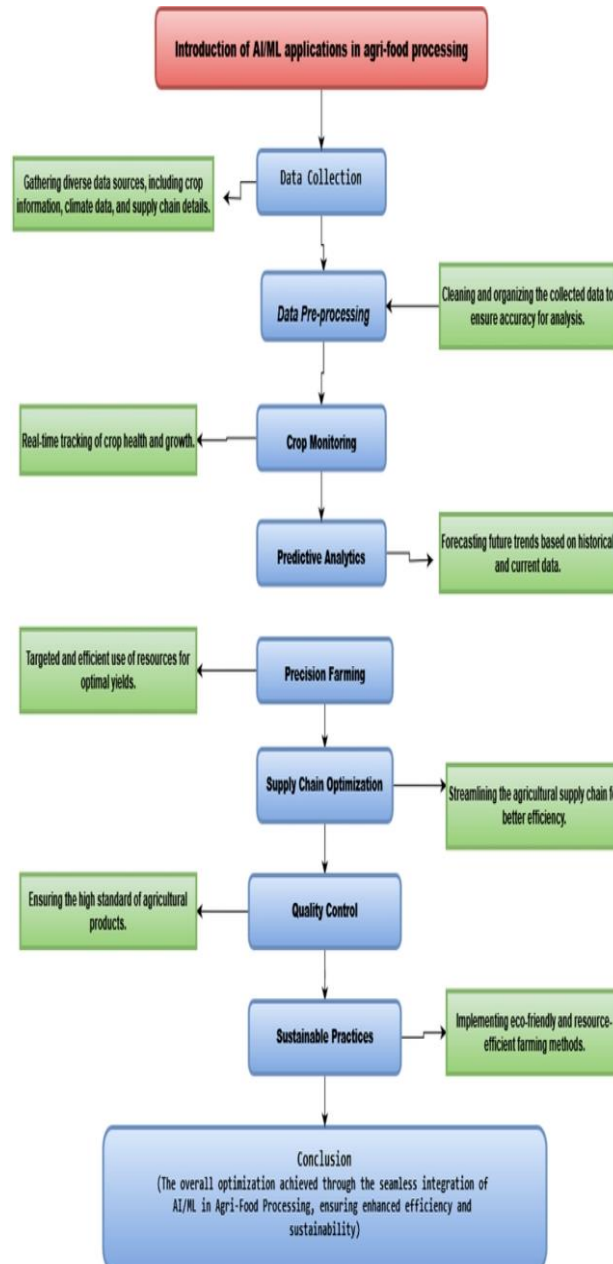 Introduction of AI/ML applications in agri-food processing
Data Collection
Gathering diverse data sources, including crop
information, climate data, and supply chain details.
Data Pre-processing
Cleaning and organizing the collected data to
ensure accuracy for analysis.
Crop Monitoring
Real-time tracking of crop health and growth.
Predictive Analytics
Forecasting future trends based on historical
and current data.
Precision Farming
Targeted and efficient use of resources for
optimal yields.
Supply Chain Optimization
Streamlining the agricultural supply chain f
better efficiency.
Quality Control
Ensuring the high standard of agricultural
products.
Sustainable Practices
Implementing eco-friendly and resource-
efficient farming methods.
Conclusion
(The overall optimization achieved through the seamless integration of
AI/ML in Agri-Food Processing, ensuring enhanced efficiency and
sustainability)